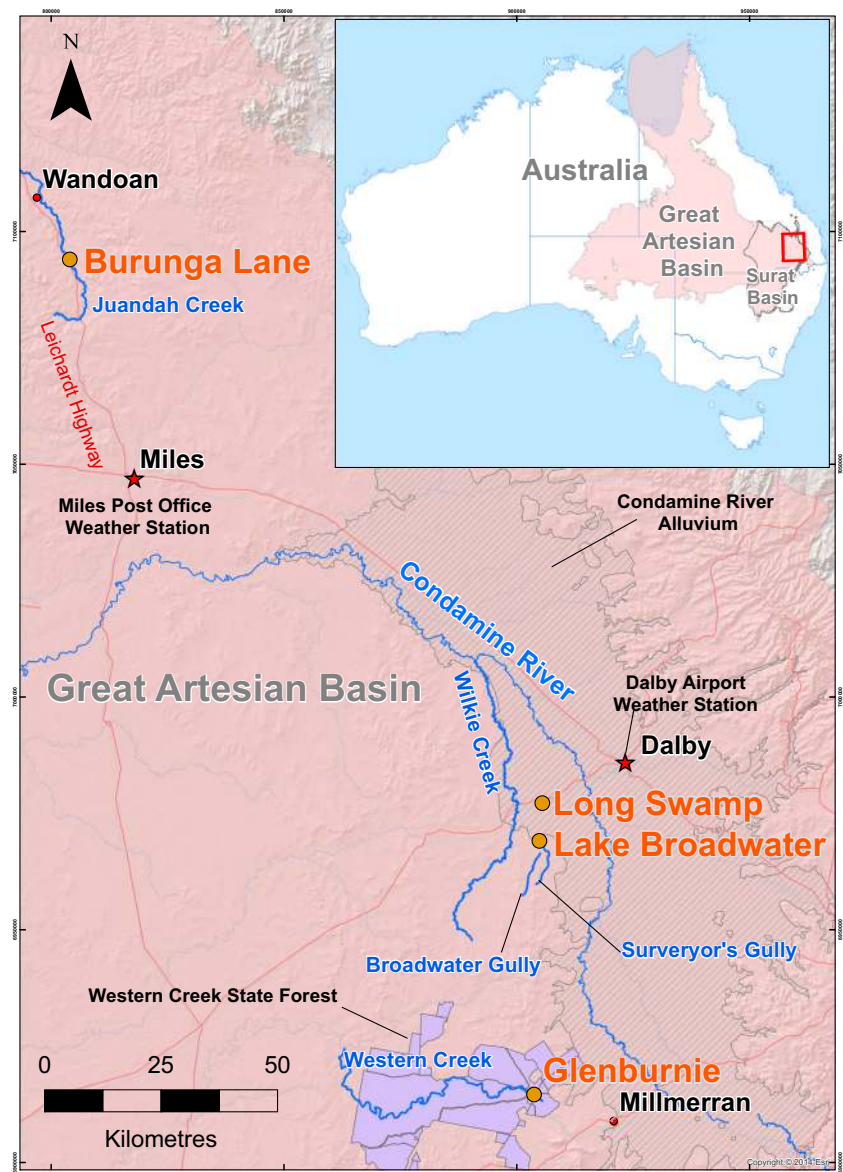 800000
850000
900000
950000
N
Wandoan
Burunga Lane
Juandah Creek
Leichardt Highway
Miles
Miles Post Office
Weather Station
Australia
Great
Artesian
Basin
Surat
Basin
7100000
7100000
Condamine River
Alluvium
Condamine River
Great Artesian Basin
Wilkie Creek
Dalby Airport
Weather Station
Dalby
Long Swamp
Lake Broadwater
Broadwater Gully
Surveryor's Gully
Western Creek State Forest
Western Creek
Glenburnie
Millmerran
0
25
50
Kilometres
Copyright © 2014 Esri